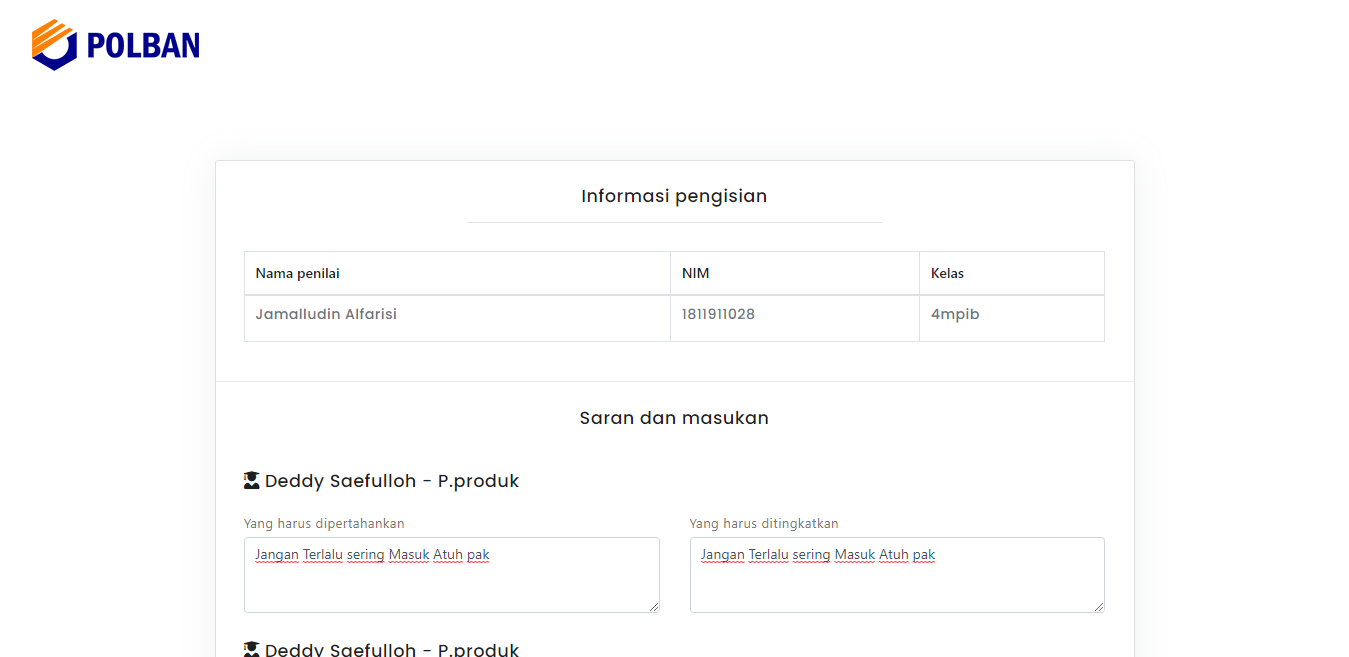 POLBAN
Informasi pengisian
Nama penilai NIM Kelas
Jamalludin Alfarisi 1811911028 4mpib
Saran dan masukan
Deddy Saefulloh - P.produk
Yang harus dipertahankan Yang harus ditingkatkan
Jangan Terlalu sering Masuk Atuh pak Jangan Terlalu sering Masuk Atuh pak
Deddy Saefulloh - P.produk